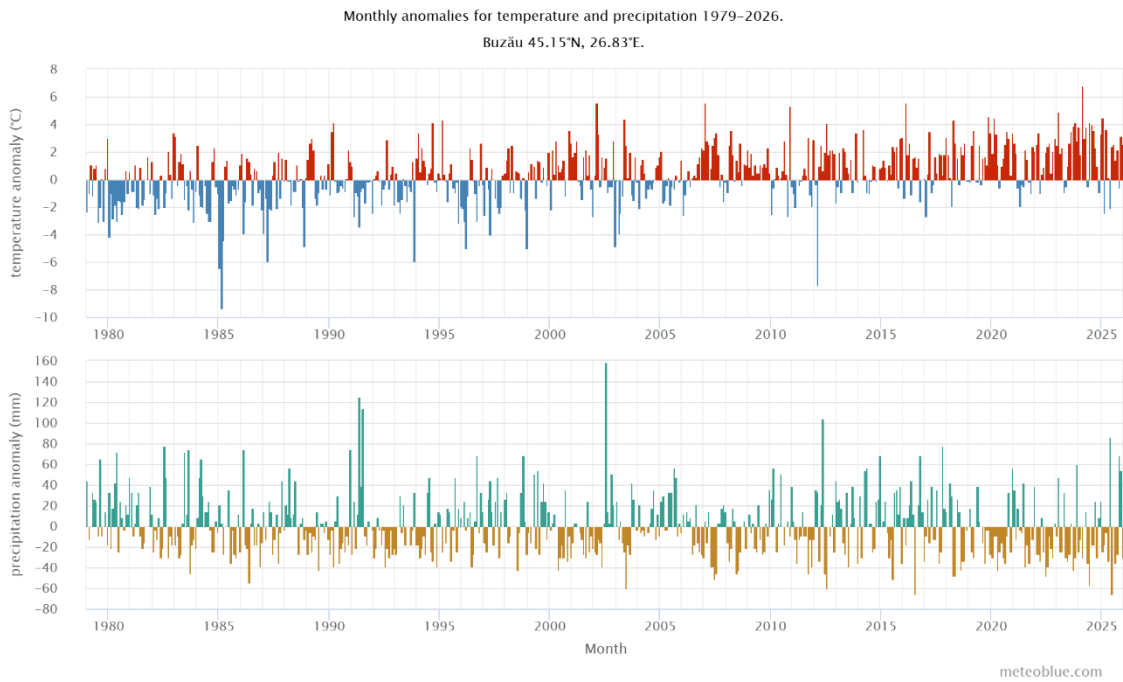 Monthly anomalies for temperature and precipitation 1979-2026.
Buzău 45.15°N, 26.83°E.
temperature anomaly (°C)
8
6
4
2
0
-2
-4
-6
-8
-10
1980 1985 1990 1995 2000 2005 2010 2015 2020 2025
precipitation anomaly (mm)
160
140
120
100
80
60
40
20
0
-20
-40
-60
-80
1980 1985 1990 1995 2000 2005 2010 2015 2020 2025
Month
meteoblue.com